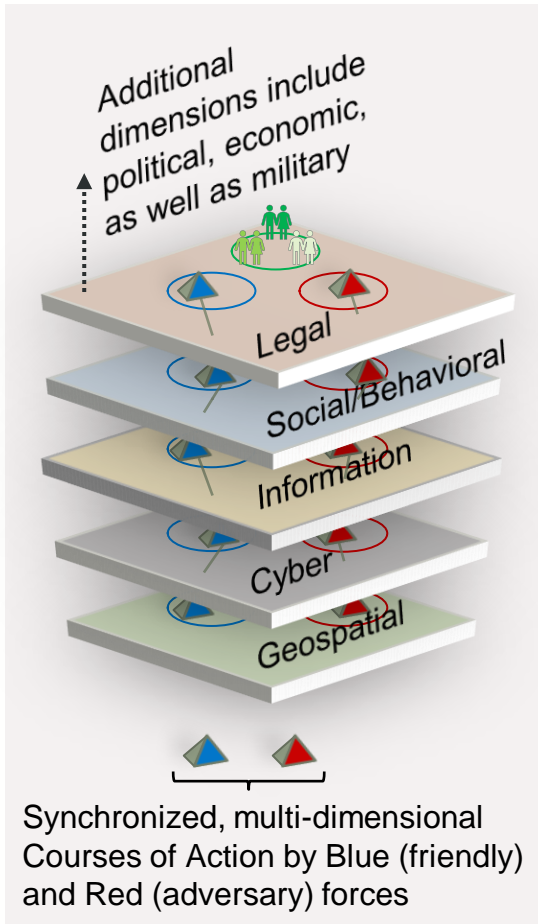 Additional
dimensions include
political, economic,
as well as military
Legal
Social/Behavioral
Information
Cyber
Geospatial
Synchronized, multi-dimensional
Courses of Action by Blue (friendly)
and Red (adversary) forces